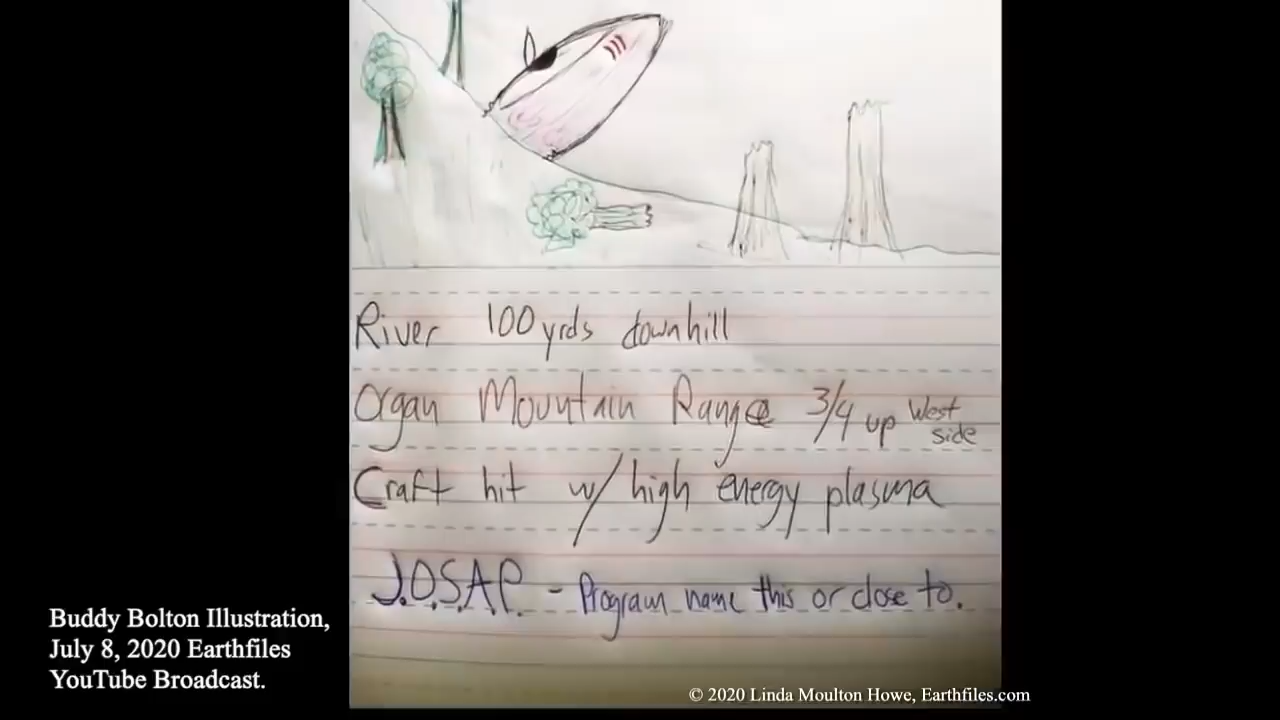 River 100yrds downhill
Organ Mountain Range 3/4 up West side
Craft hit w/ high energy plasma
J.O.S.A.P. - Program name this or close to.
Buddy Bolton Illustration,
July 8, 2020 Earthfiles
YouTube Broadcast.
© 2020 Linda Moulton Howe, Earthfiles.com